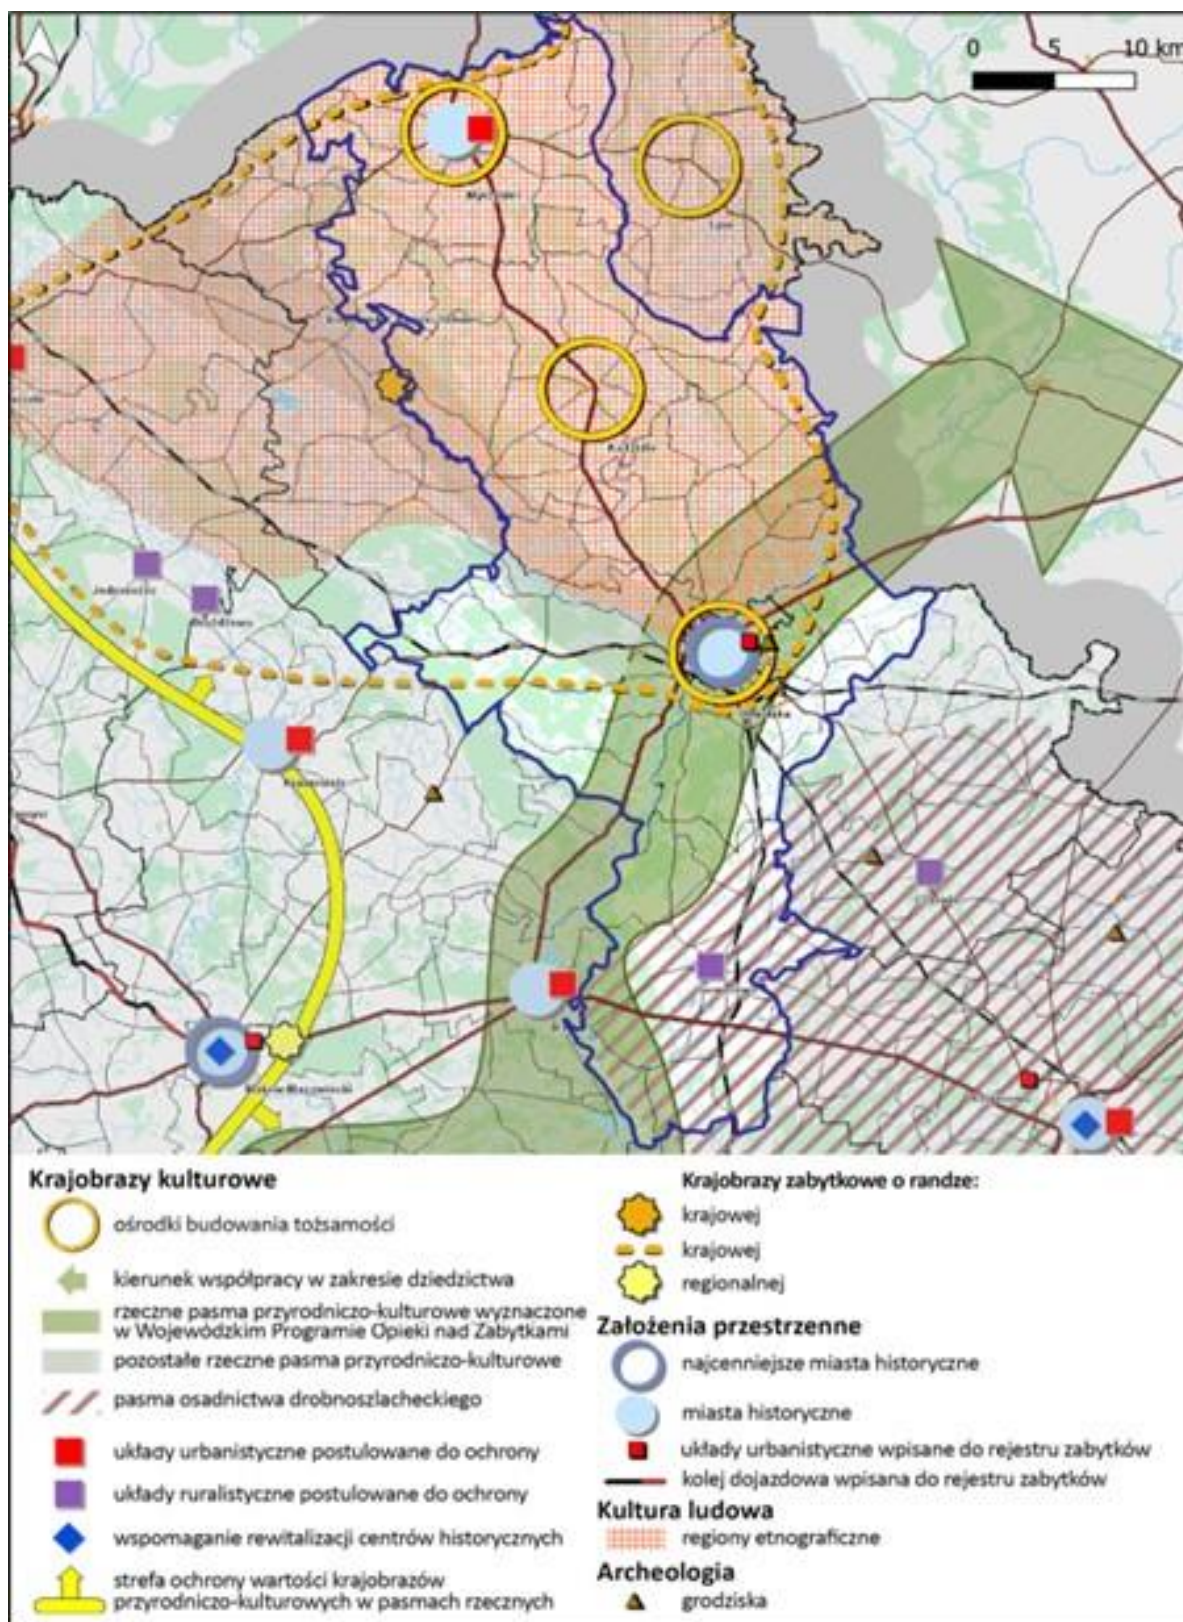 0 5 10 km
Myszyniec
Łyse
Kadzidło
Jednorożec
Krajobrazy kulturowe
ośrodki budowania tożsamości
kierunek współpracy w zakresie dziedzictwa
rzeczne pasma przyrodniczo-kulturowe wyznaczone
w Wojewódzkim Programie Opieki nad Zabytkami
pozostałe rzeczne pasma przyrodniczo-kulturowe
pasma osadnictwa drobnoszlacheckiego
układy urbanistyczne postulowane do ochrony
układy ruralistyczne postulowane do ochrony
wspomaganie rewitalizacji centrów historycznych
strefa ochrony wartości krajobrazów
przyrodniczo-kulturowych w pasmach rzecznych
Krajobrazy zabytkowe o randze:
krajowej
krajowej
regionalnej
Założenia przestrzenne
najcenniejsze miasta historyczne
miasta historyczne
układy urbanistyczne wpisane do rejestru zabytków
kolej dojazdowa wpisana do rejestru zabytków
Kultura ludowa
regiony etnograficzne
Archeologia
grodziska